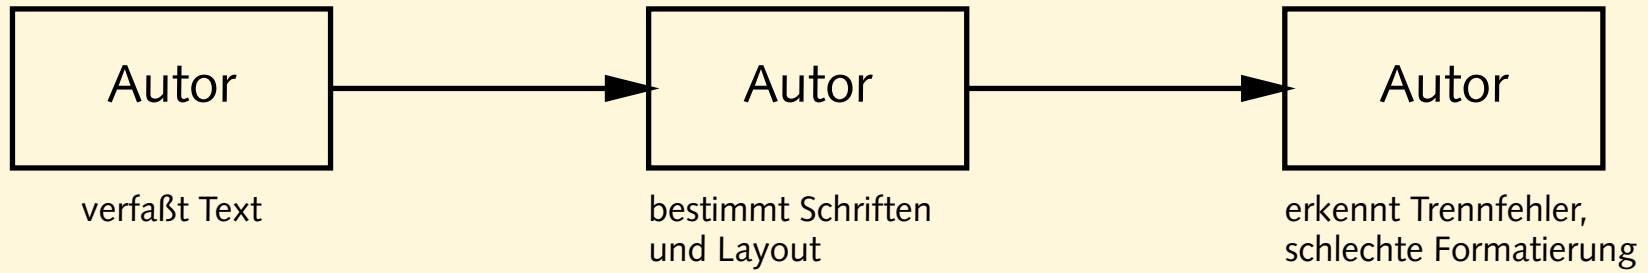 Autor
Autor
Autor
verfaßt Text
bestimmt Schriften
und Layout
erkennt Trennfehler,
schlechte Formatierung